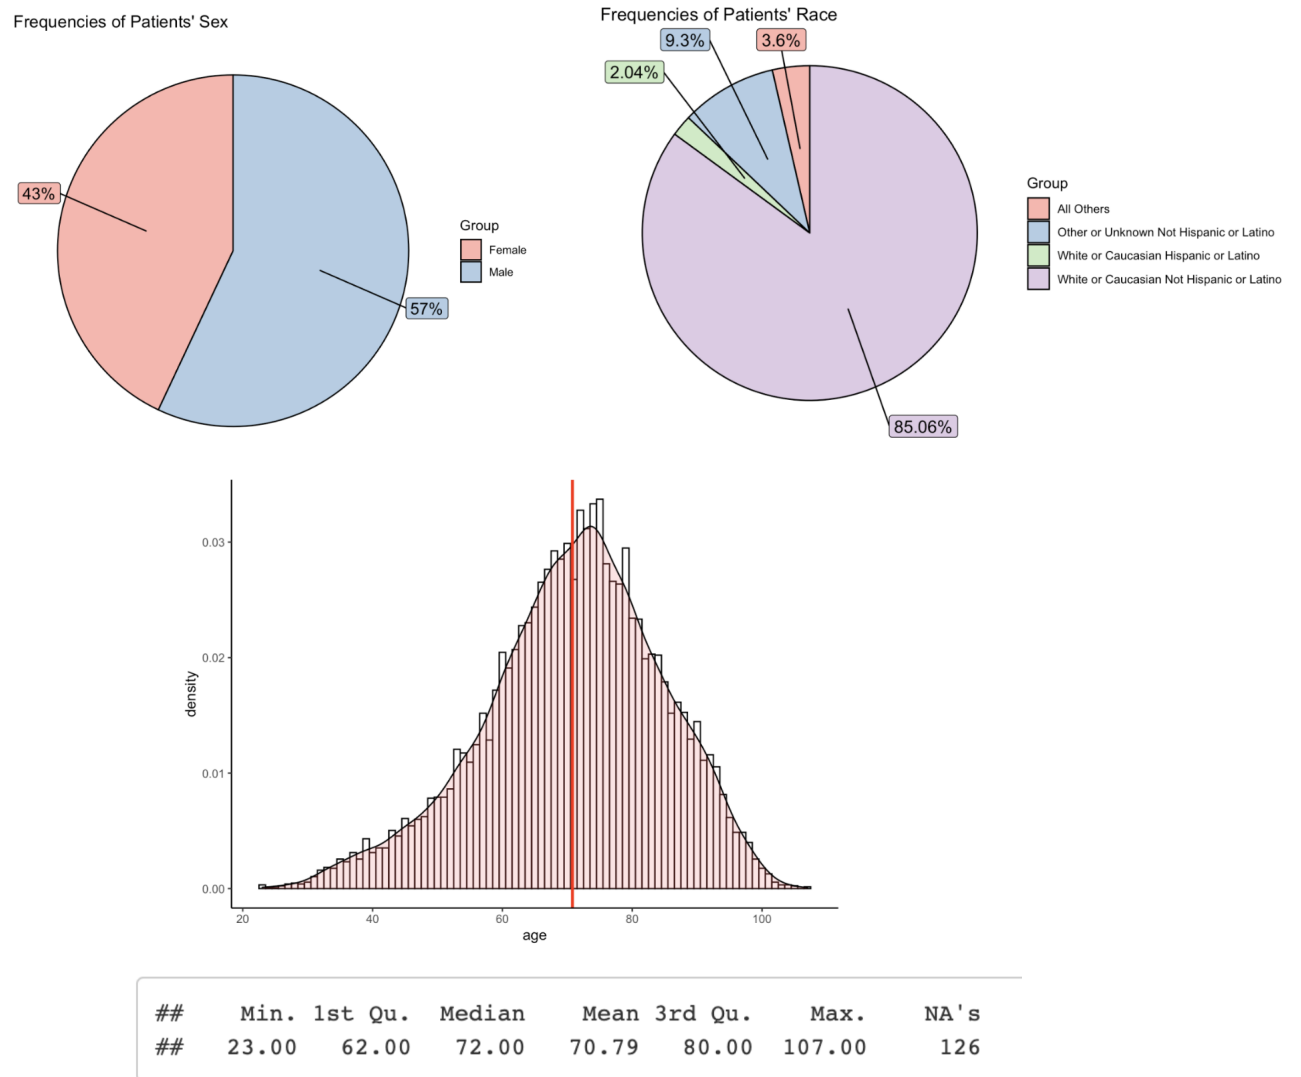 Frequencies of Patients' Sex
43%
57%
Group
Female
Male
Frequencies of Patients' Race
9.3%
3.6%
2.04%
85.06%
Group
All Others
Other or Unknown Not Hispanic or Latino
White or Caucasian Hispanic or Latino
White or Caucasian Not Hispanic or Latino
0.03
0.02
0.01
0.00
density
20 40 60 80 100
age
## Min. 1st Qu. Median Mean 3rd Qu. Max. NA's
## 23.00 62.00 72.00 70.79 80.00 107.00 126